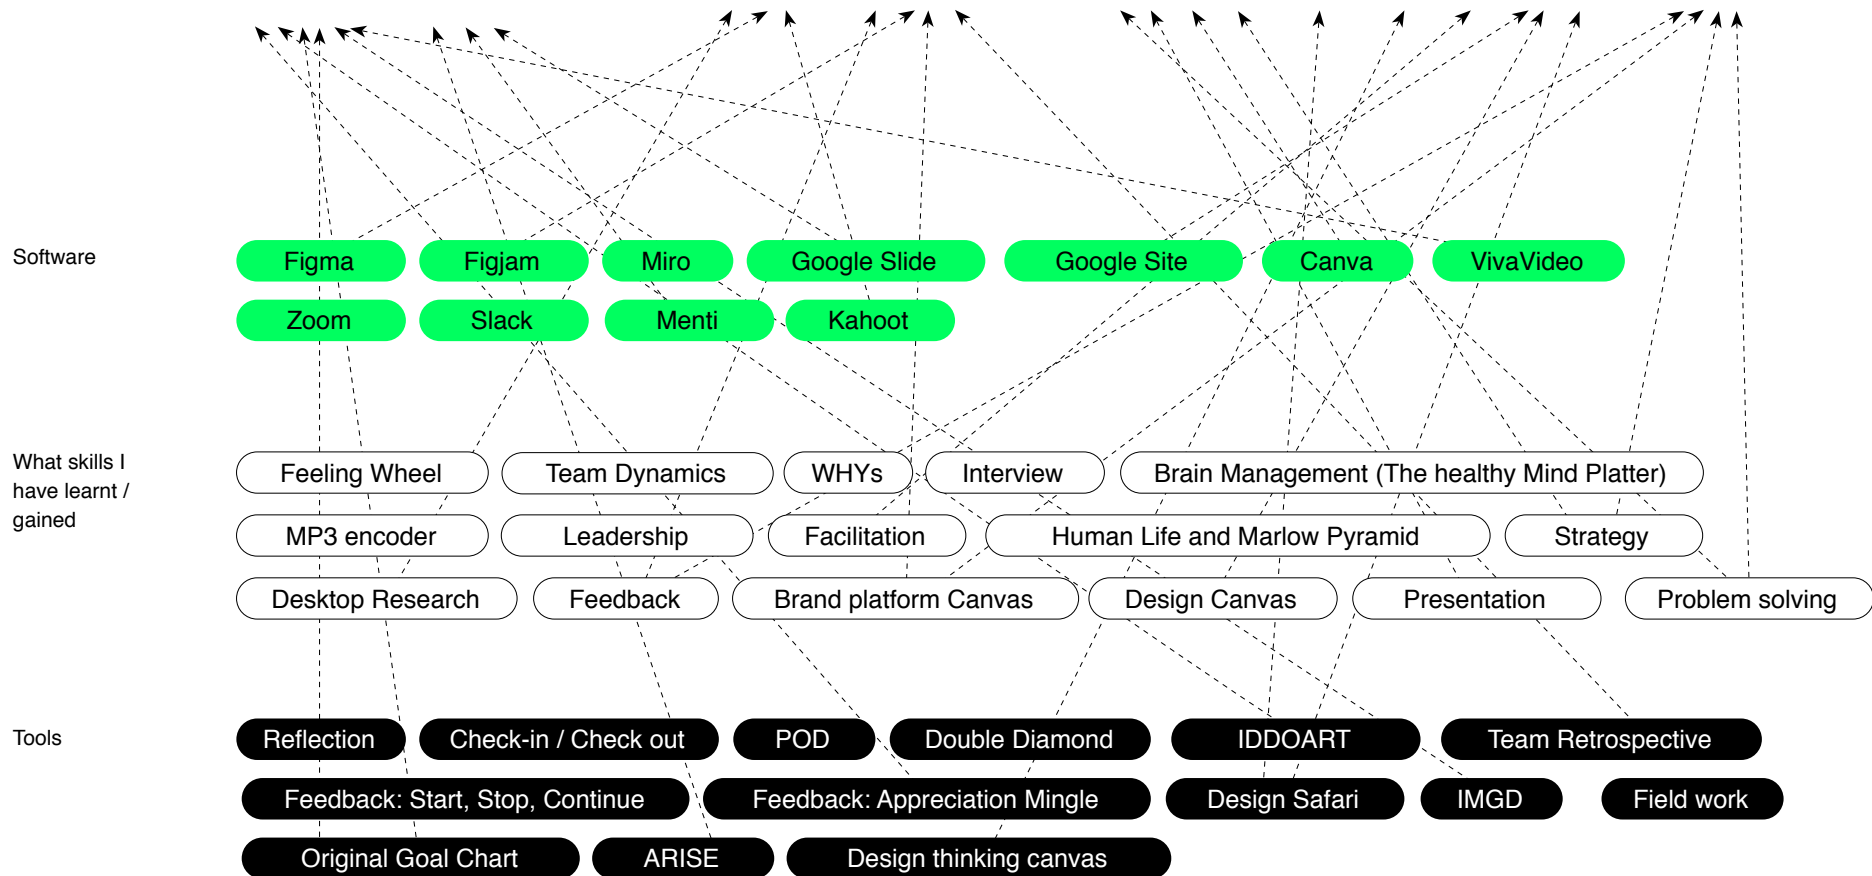 Software
Figma
Figjam
Miro
Google Slide
Google Site
Canva
VivaVideo
Zoom
Slack
Menti
Kahoot
What skills I
have learnt /
gained
Feeling Wheel
Team Dynamics
WHYs
Interview
Brain Management (The healthy Mind Platter)
MP3 encoder
Leadership
Facilitation
Human Life and Marlow Pyramid
Strategy
Desktop Research
Feedback
Brand platform Canvas
Design Canvas
Presentation
Problem solving
Tools
Reflection
Check-in / Check out
POD
Double Diamond
IDDOART
Team Retrospective
Feedback: Start, Stop, Continue
Feedback: Appreciation Mingle
Design Safari
IMGD
Field work
Original Goal Chart
ARISE
Design thinking canvas